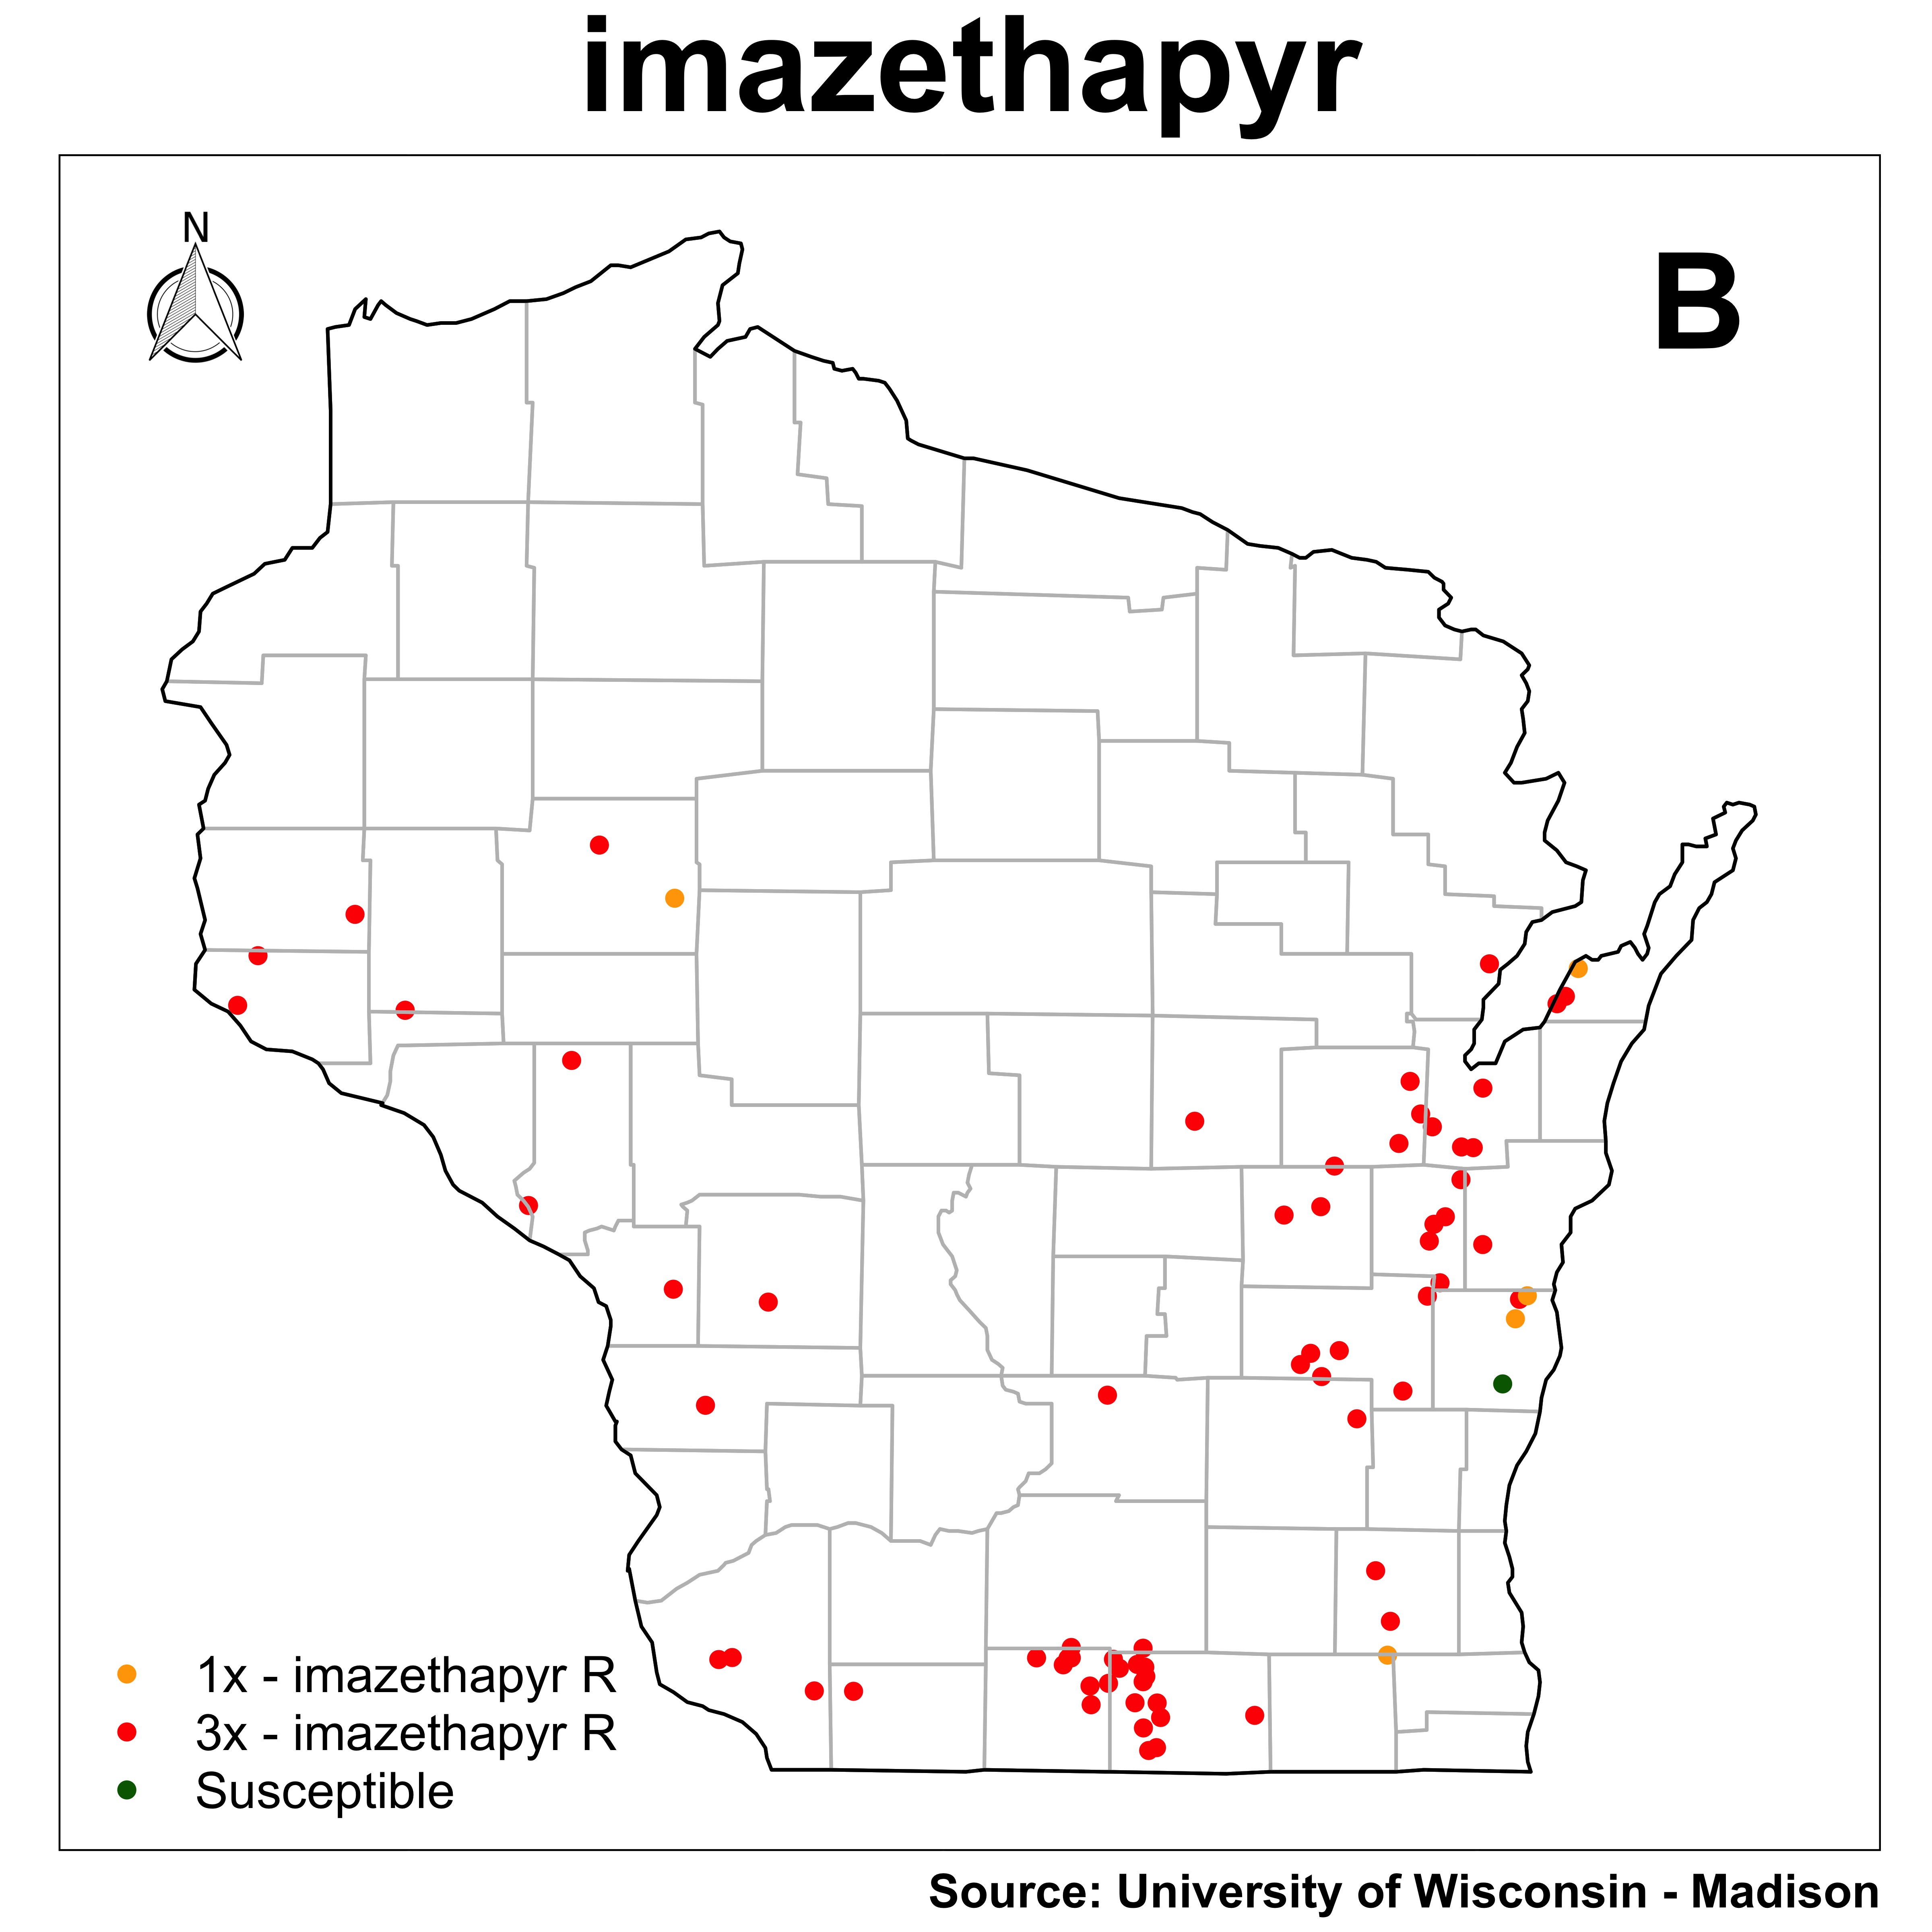 imazethapyr
N
B
1x - imazethapyr R
3x - imazethapyr R
Susceptible
Source: University of Wisconsin - Madison